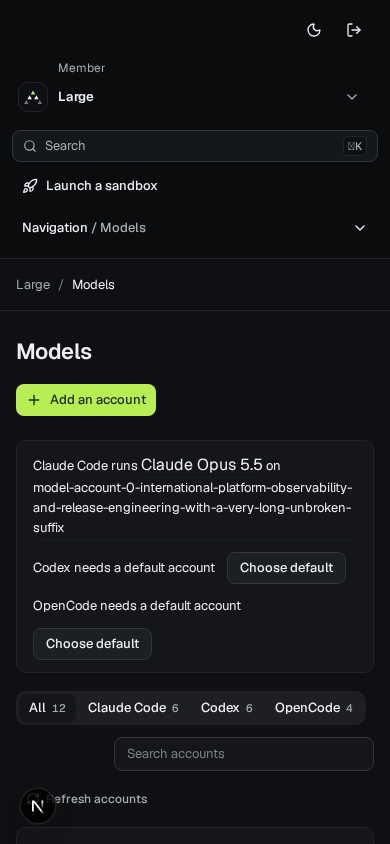 Member
Large
Search
K
Launch a sandbox
Navigation / Models
Large / Models
Models
Add an account
Claude Code runs Claude Opus 5.5 on
model-account-0-international-platform-observability-
and-release-engineering-with-a-very-long-unbroken-
suffix
Codex needs a default account Choose default
OpenCode needs a default account
Choose default
All 12 Claude Code 6 Codex 6 OpenCode 4
Search accounts
N efresh accounts